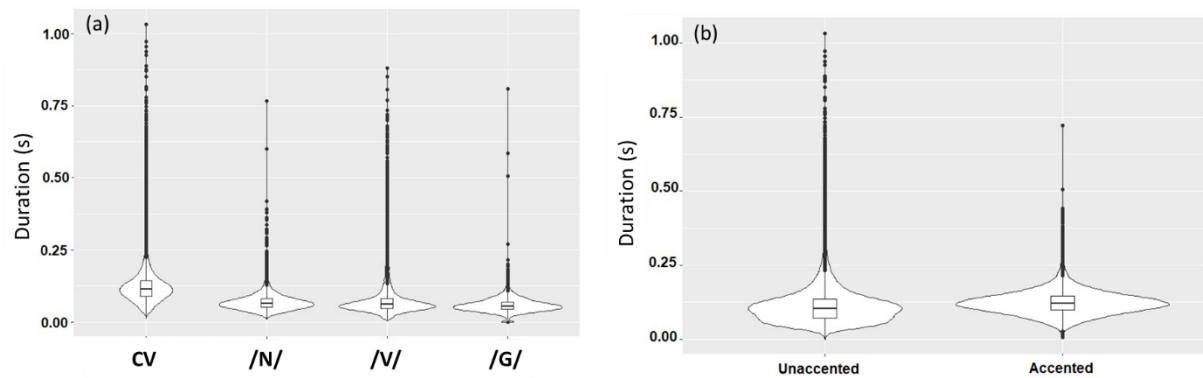 (a)
Duration (s)
1.00
0.75
0.50
0.25
0.00
CV /N/ /V/ /G/
(b)
Duration (s)
1.00
0.75
0.50
0.25
0.00
Unaccented Accented